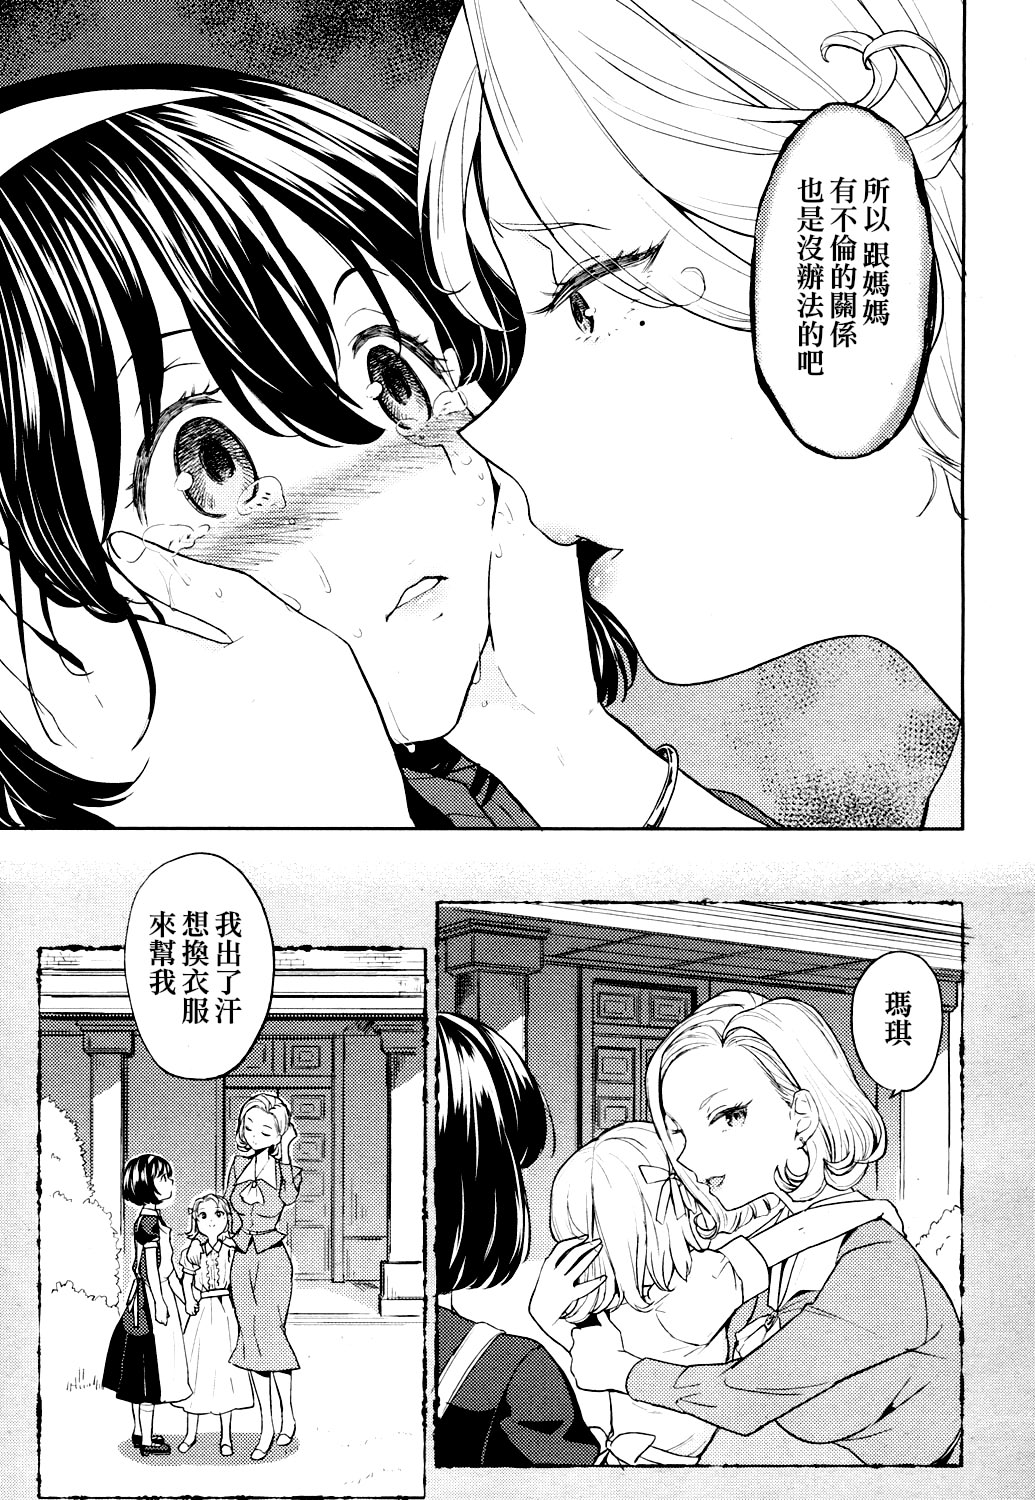 所以 跟媽媽
有不倫的關係
也是沒辦法的吧
瑪琪
我出了汗
想換衣服
來幫我